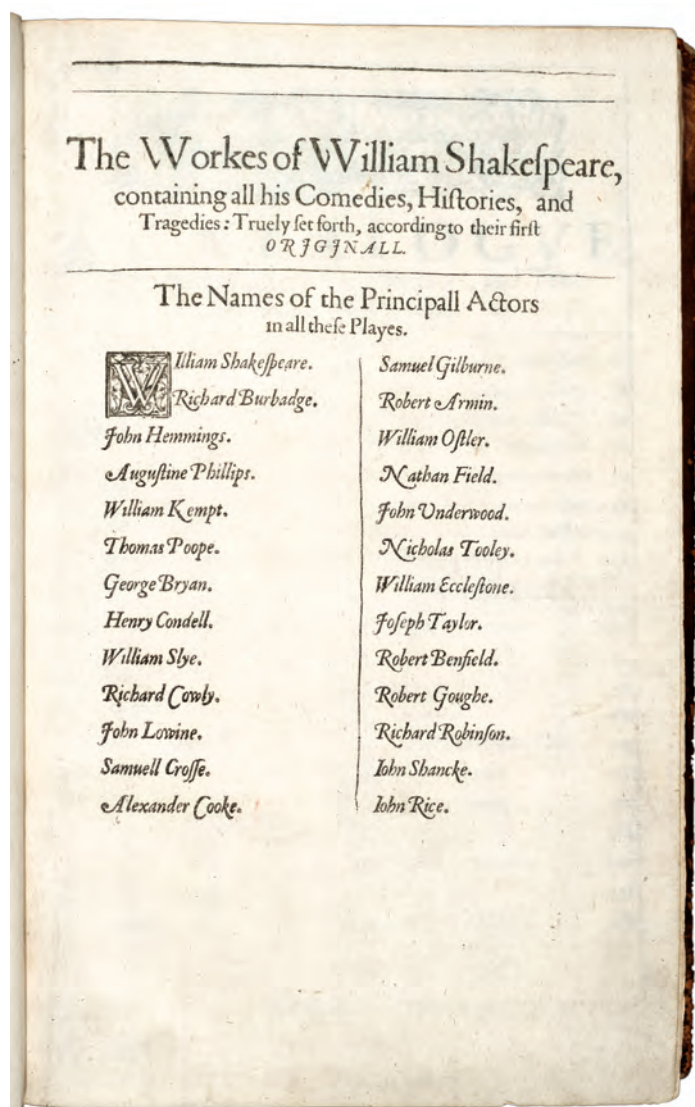 The Workes of William Shakeſpeare,
containing all his Comedies, Hiſtories, and
Tragedies: Truely ſet forth, according to their firſt
ORIGINALL.
The Names of the Principall Actors
in all theſe Playes.
William Shakeſpeare.
Richard Burbadge.
John Hemmings.
Auguſtine Phillips.
William Kempt.
Thomas Poope.
George Bryan.
Henry Condell.
William Slye.
Richard Cowly.
John Lowine.
Samuell Croſſe.
Alexander Cooke.
Samuel Gilburne.
Robert Armin.
William Oſtler.
Nathan Field.
John Underwood.
Nicholas Tooley.
William Eccleſtone.
Joſeph Taylor.
Robert Benfield.
Robert Goughe.
Richard Robinſon.
Iohn Shancke.
Iohn Rice.